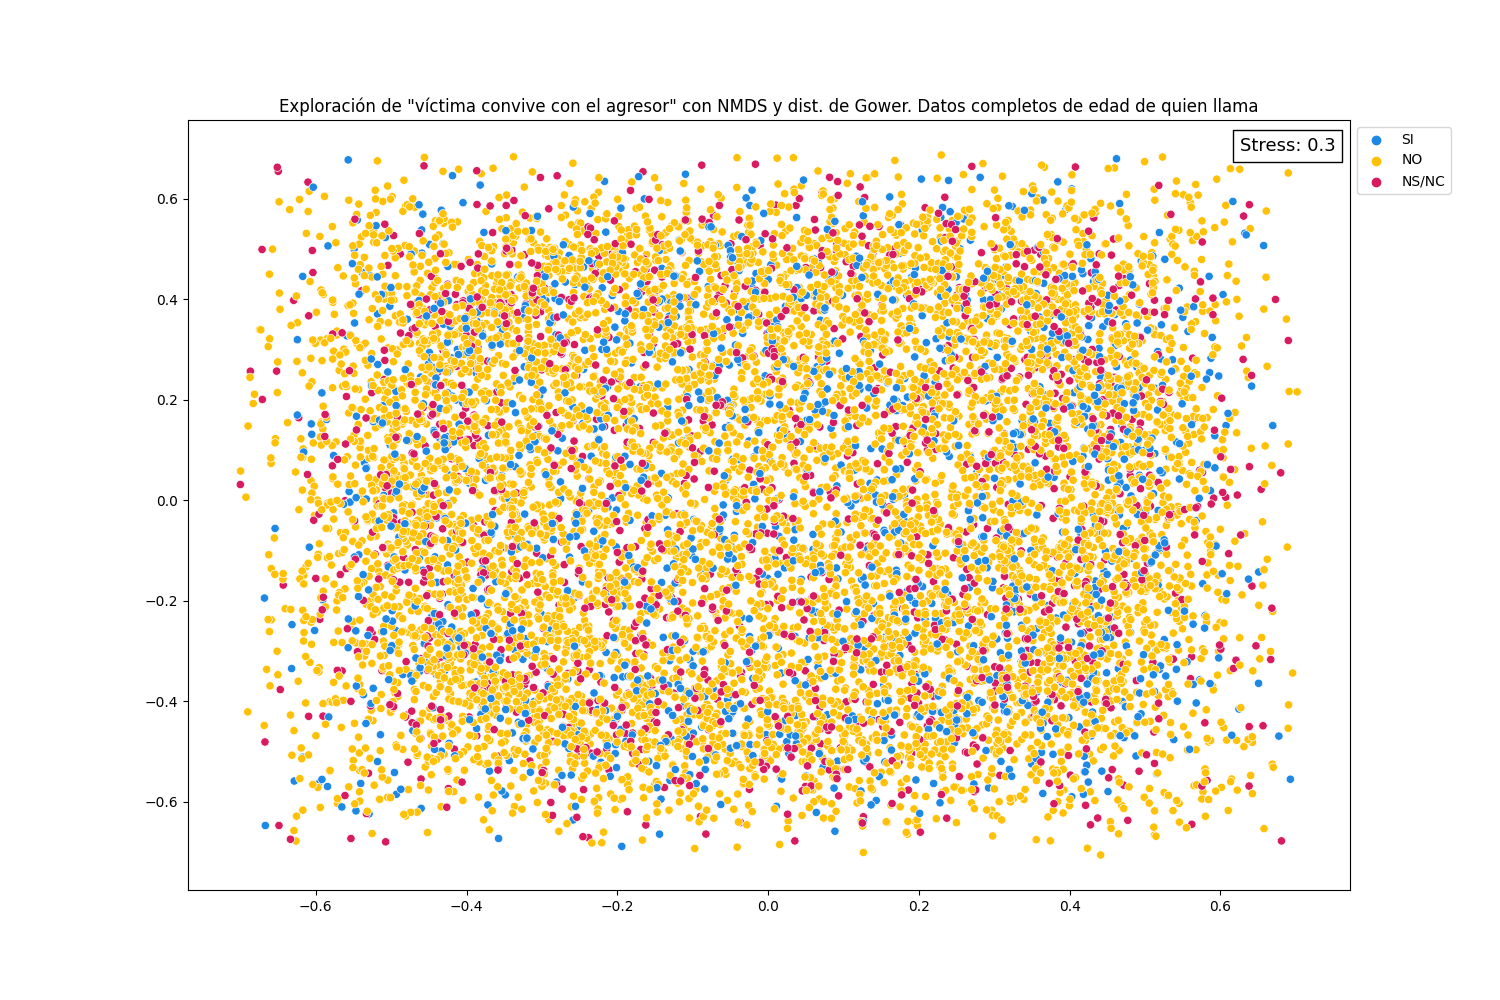 Exploración de "víctima convive con el agresor" con NMDS y dist. de Gower. Datos completos de edad de quien llama
Stress: 0.3
SI
NO
NS/NC
0.6
0.4
0.2
0.0
−0.2
−0.4
−0.6
−0.6
−0.4
−0.2
0.0
0.2
0.4
0.6